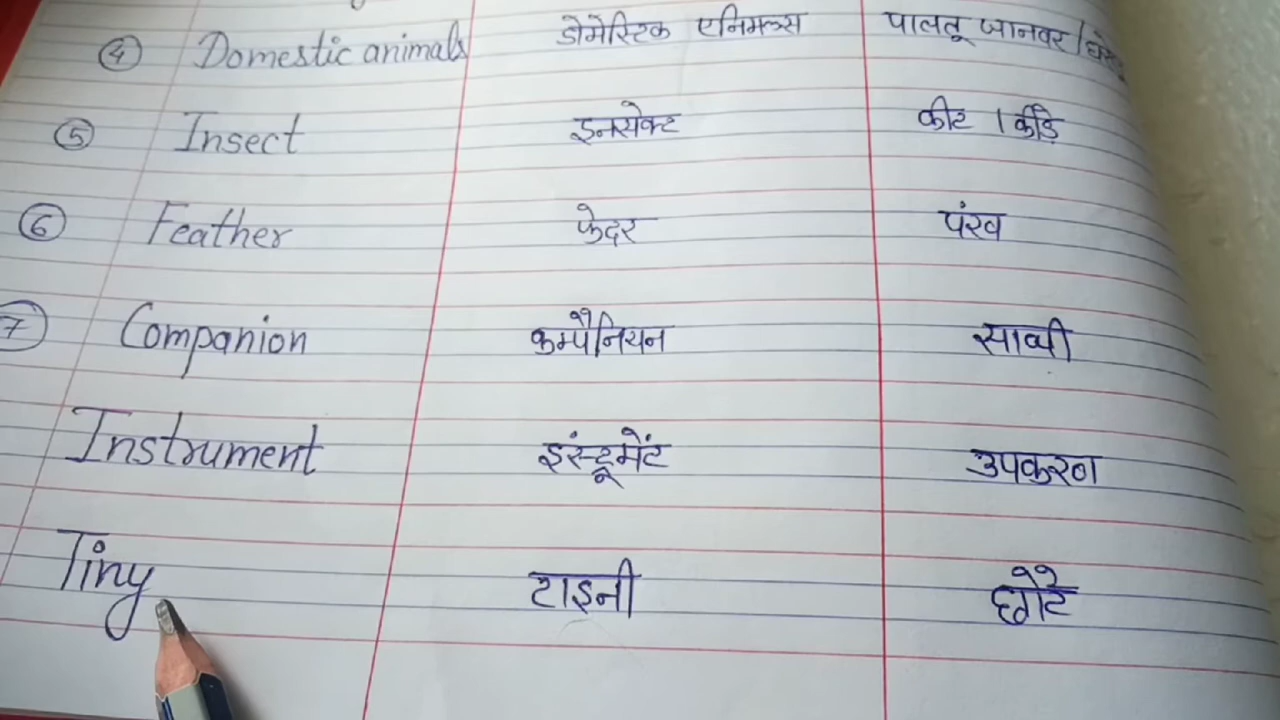 ④ Domestic animals डोमेस्टिक एनिमल्स पालतू जानवर /
⑤ Insect इनसेक्ट कीट / कीड़े
⑥ Feather फेदर पंख
⑦ Companion कम्पैनियन साथी
Instrument इंस्ट्रूमेंट उपकरण
Tiny टाइनी छोटे